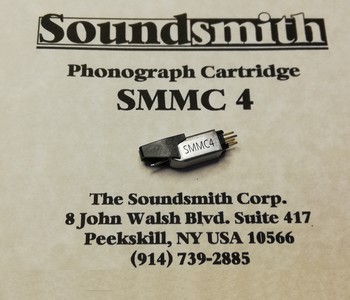 Soundsmith
Phonograph Cartridge
SMMC 4
SMMC4
The Soundsmith Corp.
8 John Walsh Blvd. Suite 417
Peekskill, NY USA 10566
(914) 739-2885